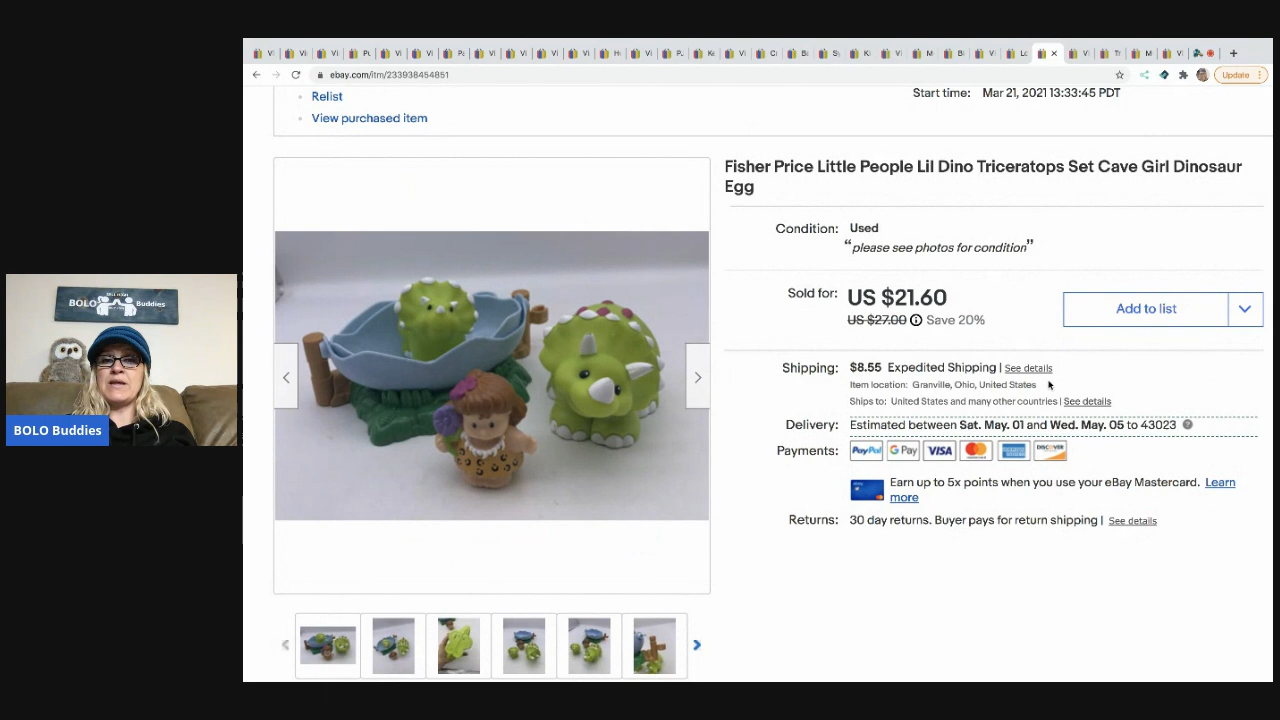 ebay.com/itm/233938454851
Update
Relist
View purchased item
Start time: Mar 21, 2021 13:33:45 PDT
Fisher Price Little People Lil Dino Triceratops Set Cave Girl Dinosaur
Egg
Condition: Used
“please see photos for condition”
Sold for: US $21.60
US $27.00 Save 20%
Add to list
Shipping: $8.55 Expedited Shipping | See details
Item location: Granville, Ohio, United States
Ships to: United States and many other countries | See details
Delivery: Estimated between Sat. May. 01 and Wed. May. 05 to 43023
Payments: PayPal G Pay VISA mastercard DISCOVER
Earn up to 5x points when you use your eBay Mastercard. Learn
more
Returns: 30 day returns. Buyer pays for return shipping | See details
BOLO Buddies
BOLO Buddies